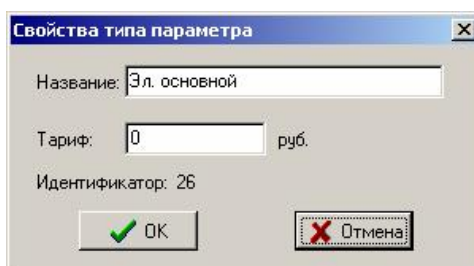 Свойства типа параметра
Название: Эл. основной
Тариф: 0 руб.
Идентификатор: 26
OK
Отмена